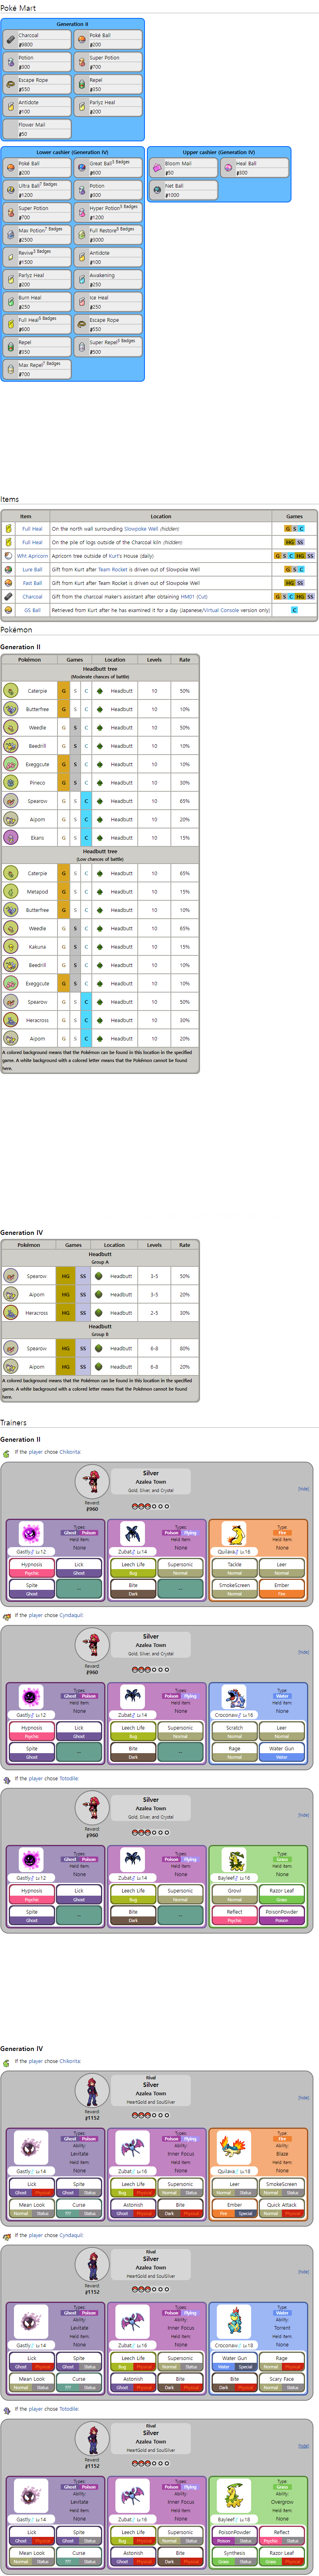 Poké Mart
Generation II
Charcoal
₽9800
Poké Ball
₽200
Potion
₽300
Super Potion
₽700
Escape Rope
₽550
Repel
₽350
Antidote
₽100
Parlyz Heal
₽200
Flower Mail
₽50
Lower cashier (Generation IV)
Poké Ball
₽200
Great Ball 3 Badges
₽600
Ultra Ball 7 Badges
₽1200
Potion
₽300
Super Potion
₽700
Hyper Potion 5 Badges
₽1200
Max Potion 7 Badges
₽2500
Full Restore 8 Badges
₽3000
Revive 3 Badges
₽1500
Antidote
₽100
Parlyz Heal
₽200
Awakening
₽250
Burn Heal
₽250
Ice Heal
₽250
Full Heal 5 Badges
₽600
Escape Rope
₽550
Repel
₽350
Super Repel 3 Badges
₽500
Max Repel 5 Badges
₽700
Upper cashier (Generation IV)
Bloom Mail
₽50
Heal Ball
₽300
Net Ball
₽1000
Items
Item Location Games
Full Heal On the north wall surrounding Slowpoke Well (hidden) G S C
Full Heal On the pile of logs outside of the Charcoal kiln (hidden) HG SS
Wht Apricorn Apricorn tree outside of Kurt's House (daily) G S C HG SS
Lure Ball Gift from Kurt after Team Rocket is driven out of Slowpoke Well G S C
Fast Ball Gift from Kurt after Team Rocket is driven out of Slowpoke Well HG SS
Charcoal Gift from the charcoal maker's assistant after obtaining HM01 (Cut) G S C HG SS
GS Ball Retrieved from Kurt after he has examined it for a day (Japanese/Virtual Console version only) C
Pokémon
Generation II
Pokémon Games Location Levels Rate
Headbutt tree
(Moderate chances of battle)
Caterpie G S C Headbutt 10 50%
Butterfree G S C Headbutt 10 10%
Weedle G S C Headbutt 10 50%
Beedrill G S C Headbutt 10 10%
Exeggcute G S C Headbutt 10 10%
Pineco G S C Headbutt 10 30%
Spearow G S C Headbutt 10 65%
Aipom G S C Headbutt 10 20%
Ekans G S C Headbutt 10 15%
Headbutt tree
(Low chances of battle)
Caterpie G S C Headbutt 10 65%
Metapod G S C Headbutt 10 15%
Butterfree G S C Headbutt 10 10%
Weedle G S C Headbutt 10 65%
Kakuna G S C Headbutt 10 15%
Beedrill G S C Headbutt 10 10%
Exeggcute G S C Headbutt 10 10%
Spearow G S C Headbutt 10 50%
Heracross G S C Headbutt 10 30%
Aipom G S C Headbutt 10 20%
A colored background means that the Pokémon can be found in this location in the specified
game. A white background with a colored letter means that the Pokémon cannot be found
here.
Generation IV
Pokémon Games Location Levels Rate
Headbutt
Group A
Spearow HG SS Headbutt 3-5 50%
Aipom HG SS Headbutt 3-5 20%
Heracross HG SS Headbutt 2-5 30%
Headbutt
Group B
Spearow HG SS Headbutt 6-8 80%
Aipom HG SS Headbutt 6-8 20%
A colored background means that the Pokémon can be found in this location in the specified
game. A white background with a colored letter means that the Pokémon cannot be found
here.
Trainers
Generation II
If the player chose Chikorita:
Silver
Azalea Town
Gold, Silver, and Crystal
[hide]
Reward:
₽960
Types:
Ghost Poison
Held item:
None
Gastly♂ Lv.12
Hypnosis
Psychic
Lick
Ghost
Spite
Ghost
—
Types:
Poison Flying
Held item:
None
Zubat♂ Lv.14
Leech Life
Bug
Supersonic
Normal
Bite
Dark
—
Type:
Fire
Held item:
None
Quilava♂ Lv.16
Tackle
Normal
Leer
Normal
SmokeScreen
Normal
Ember
Fire
If the player chose Cyndaquil:
Silver
Azalea Town
Gold, Silver, and Crystal
[hide]
Reward:
₽960
Types:
Ghost Poison
Held item:
None
Gastly♂ Lv.12
Hypnosis
Psychic
Lick
Ghost
Spite
Ghost
—
Types:
Poison Flying
Held item:
None
Zubat♂ Lv.14
Leech Life
Bug
Supersonic
Normal
Bite
Dark
—
Type:
Water
Held item:
None
Croconaw♂ Lv.16
Scratch
Normal
Leer
Normal
Rage
Normal
Water Gun
Water
If the player chose Totodile:
Silver
Azalea Town
Gold, Silver, and Crystal
[hide]
Reward:
₽960
Types:
Ghost Poison
Held item:
None
Gastly♂ Lv.12
Hypnosis
Psychic
Lick
Ghost
Spite
Ghost
—
Types:
Poison Flying
Held item:
None
Zubat♂ Lv.14
Leech Life
Bug
Supersonic
Normal
Bite
Dark
—
Type:
Grass
Held item:
None
Bayleef♂ Lv.16
Growl
Normal
Razor Leaf
Grass
Reflect
Psychic
PoisonPowder
Poison
Generation IV
If the player chose Chikorita:
Rival
Silver
Azalea Town
HeartGold and SoulSilver
[hide]
Reward:
₽1152
Types:
Ghost Poison
Ability:
Levitate
Held item:
None
Gastly♂ Lv.14
Lick
Ghost Physical
Spite
Ghost Status
Mean Look
Normal Status
Curse
??? Status
Types:
Poison Flying
Ability:
Inner Focus
Held item:
None
Zubat♂ Lv.16
Leech Life
Bug Physical
Supersonic
Normal Status
Astonish
Ghost Physical
Bite
Dark Physical
Type:
Fire
Ability:
Blaze
Held item:
None
Quilava♂ Lv.18
Leer
Normal Status
SmokeScreen
Normal Status
Ember
Fire Special
Quick Attack
Normal Physical
If the player chose Cyndaquil:
Rival
Silver
Azalea Town
HeartGold and SoulSilver
[hide]
Reward:
₽1152
Types:
Ghost Poison
Ability:
Levitate
Held item:
None
Gastly♂ Lv.14
Lick
Ghost Physical
Spite
Ghost Status
Mean Look
Normal Status
Curse
??? Status
Types:
Poison Flying
Ability:
Inner Focus
Held item:
None
Zubat♂ Lv.16
Leech Life
Bug Physical
Supersonic
Normal Status
Astonish
Ghost Physical
Bite
Dark Physical
Type:
Water
Ability:
Torrent
Held item:
None
Croconaw♂ Lv.18
Water Gun
Water Special
Rage
Normal Physical
Bite
Dark Physical
Scary Face
Normal Status
If the player chose Totodile:
Rival
Silver
Azalea Town
HeartGold and SoulSilver
[hide]
Reward:
₽1152
Types:
Ghost Poison
Ability:
Levitate
Held item:
None
Gastly♂ Lv.14
Lick
Ghost Physical
Spite
Ghost Status
Mean Look
Normal Status
Curse
??? Status
Types:
Poison Flying
Ability:
Inner Focus
Held item:
None
Zubat♂ Lv.16
Leech Life
Bug Physical
Supersonic
Normal Status
Astonish
Ghost Physical
Bite
Dark Physical
Type:
Grass
Ability:
Overgrow
Held item:
None
Bayleef♂ Lv.18
PoisonPowder
Poison Status
Reflect
Psychic Status
Synthesis
Grass Status
Razor Leaf
Grass Physical